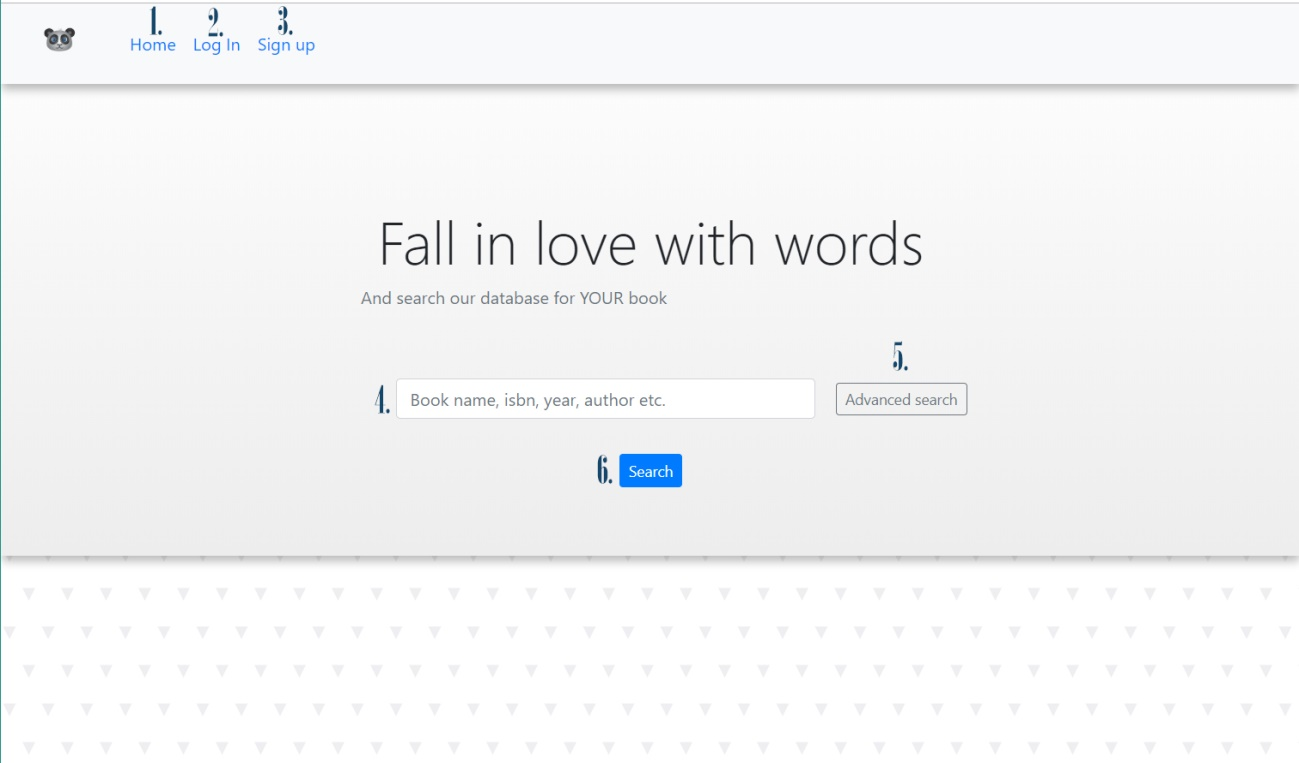 1. 2. 3.
Home Log In Sign up
Fall in love with words
And search our database for YOUR book
5.
4. Book name, isbn, year, author etc. Advanced search
6. Search